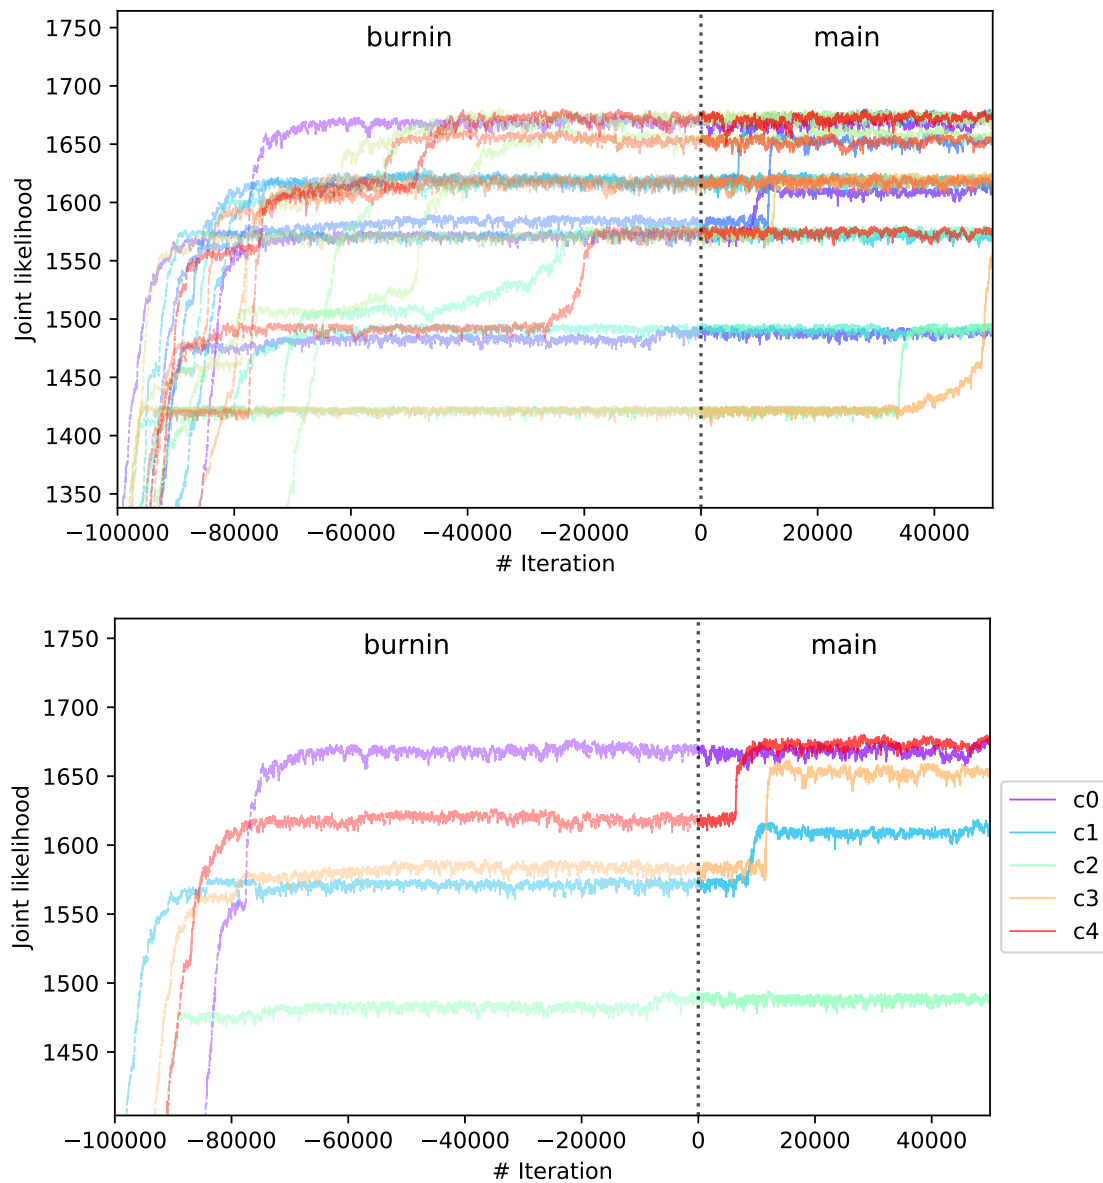 burnin main
1750
1700
1650
1600
1550
1500
1450
1400
1350
Joint likelihood
−100000 −80000 −60000 −40000 −20000 0 20000 40000
# Iteration
burnin main
1750
1700
1650
1600
1550
1500
1450
Joint likelihood
c0
c1
c2
c3
c4
−100000 −80000 −60000 −40000 −20000 0 20000 40000
# Iteration